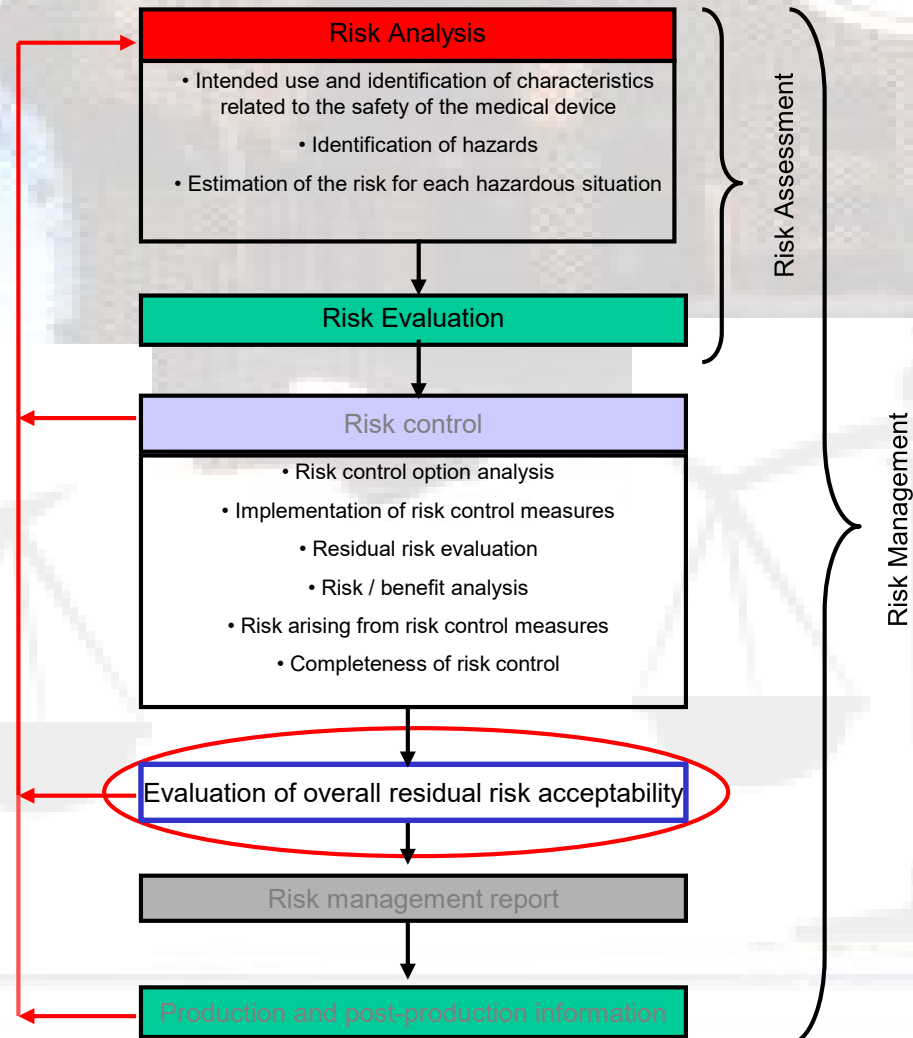 Risk Analysis
• Intended use and identification of characteristics
related to the safety of the medical device
• Identification of hazards
• Estimation of the risk for each hazardous situation
Risk Evaluation
Risk control
• Risk control option analysis
• Implementation of risk control measures
• Residual risk evaluation
• Risk / benefit analysis
• Risk arising from risk control measures
• Completeness of risk control
Evaluation of overall residual risk acceptability
Risk management report
Production and post-production information
Risk Assessment
Risk Management